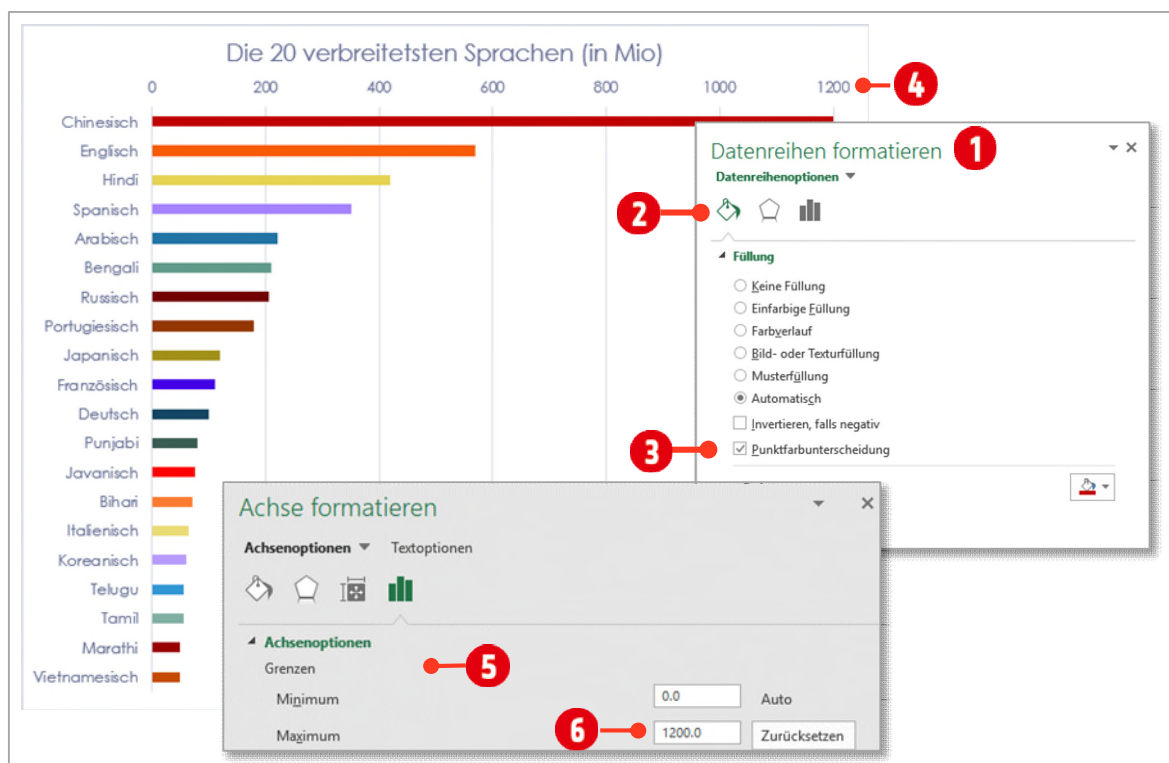 Die 20 verbreitetsten Sprachen (in Mio)
0 200 400 600 800 1000 1200
4
Chinesisch
Englisch
Hindi
Spanisch
Arabisch
Bengali
Russisch
Portugiesisch
Japanisch
Französisch
Deutsch
Punjabi
Javanisch
Bihari
Italienisch
Koreanisch
Telugu
Tamil
Marathi
Vietnamesisch
Datenreihen formatieren
1
Datenreihenoptionen
2
Füllung
Keine Füllung
Einfarbige Füllung
Farbverlauf
Bild- oder Texturfüllung
Musterfüllung
Automatisch
Invertieren, falls negativ
3
Punktfarbunterscheidung
Achse formatieren
Achsenoptionen Textoptionen
Achsenoptionen
Grenzen
5
Minimum 0.0 Auto
6
Maximum 1200.0 Zurücksetzen